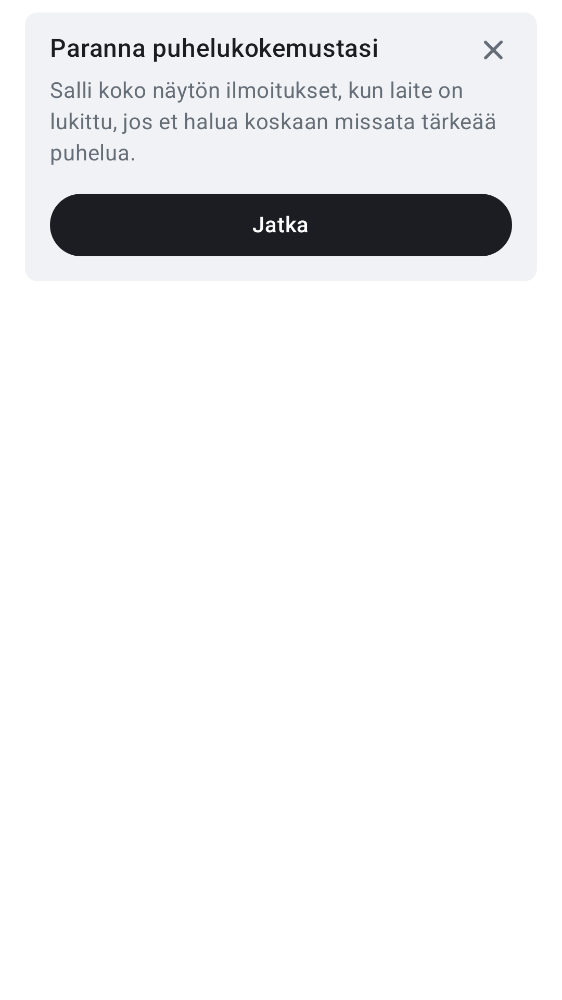 Paranna puhelukokemustasi
Salli koko näytön ilmoitukset, kun laite on
lukittu, jos et halua koskaan missata tärkeää
puhelua.
Jatka